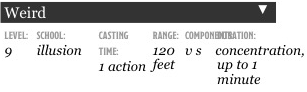 Weird ▼
LEVEL: SCHOOL: CASTING TIME: RANGE: COMPONENTS: DURATION:
9 illusion 1 action 120 feet v s concentration, up to 1 minute